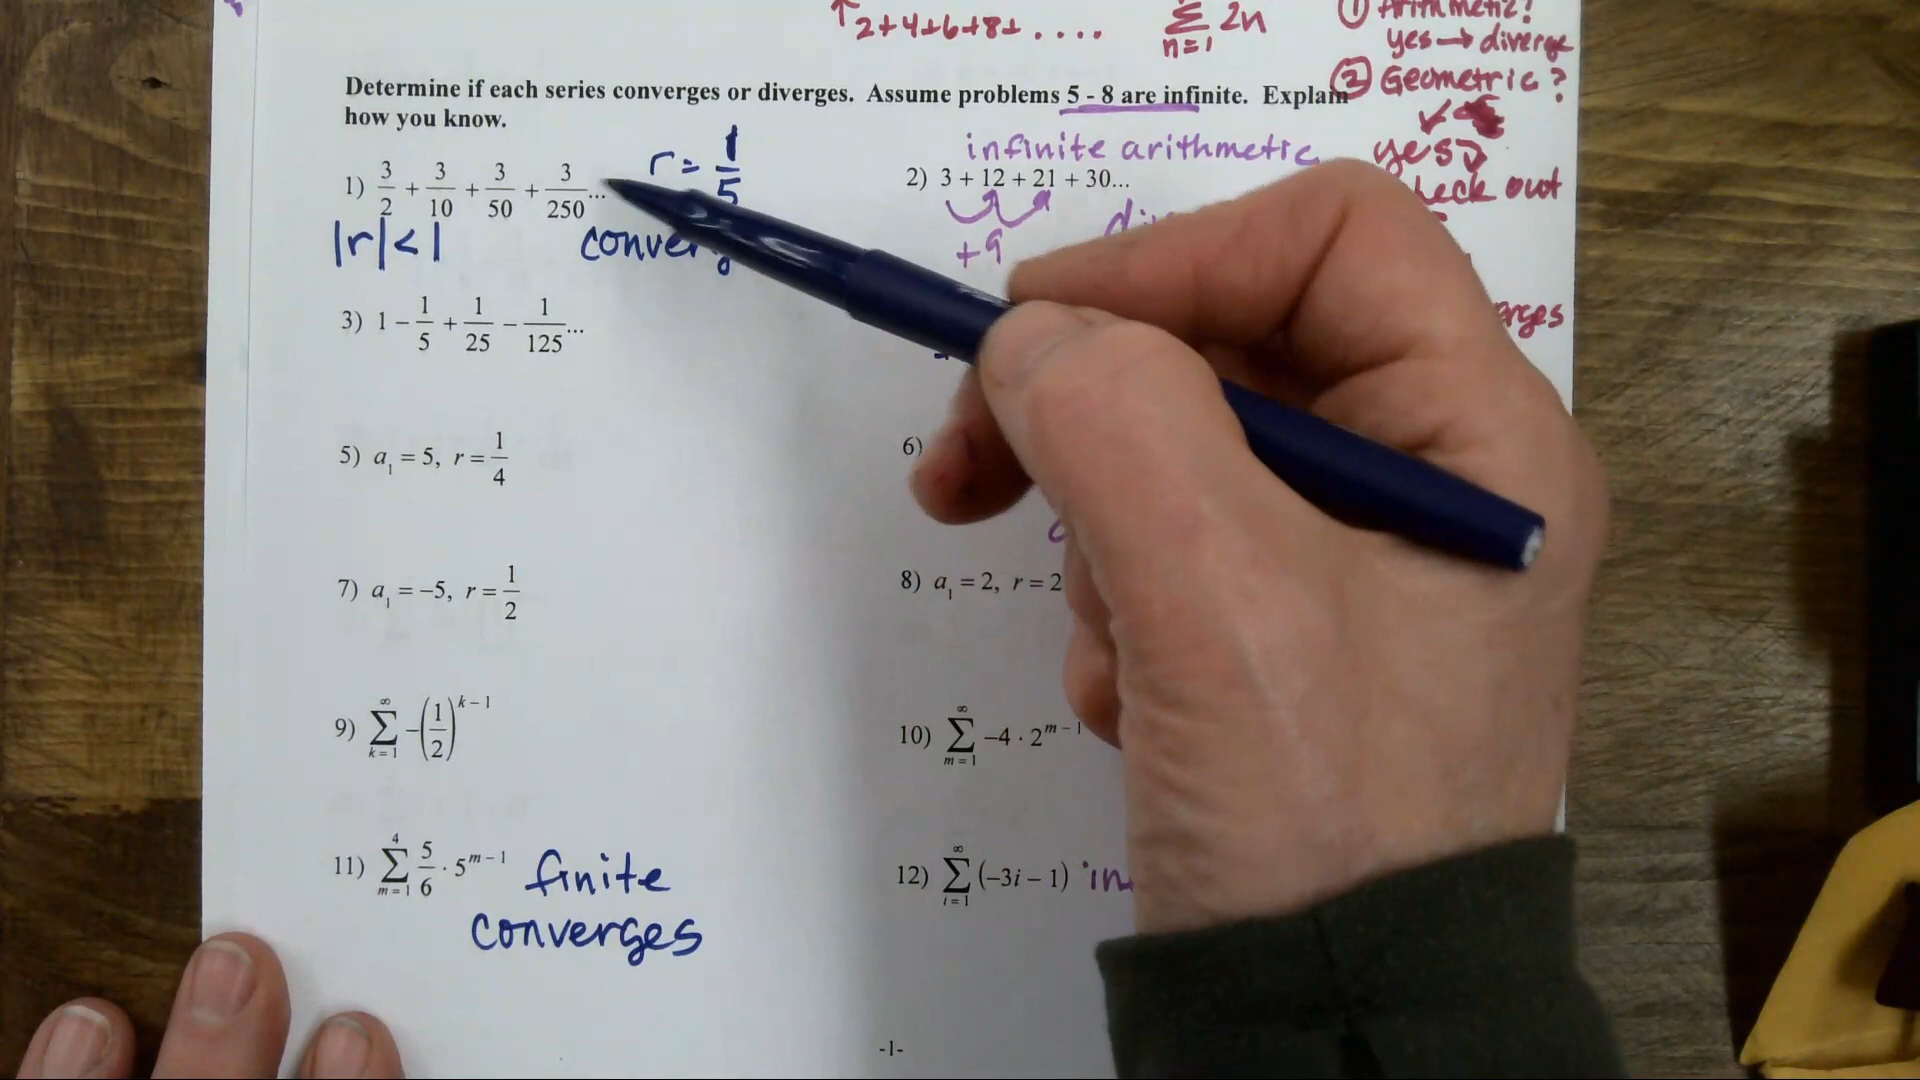 2+4+6+8+.... ∑ n=1 2n
① Arithmetic?
yes → diverge
② Geometric?
yes
check out
Determine if each series converges or diverges. Assume problems 5 - 8 are infinite. Explain
how you know.
1) 3/2 + 3/10 + 3/50 + 3/250 ...
r = 1/5
|r| < 1
infinite arithmetic
2) 3 + 12 + 21 + 30...
+9
3) 1 − 1/5 + 1/25 − 1/125 ...
5) a₁ = 5, r = 1/4
6)
7) a₁ = −5, r = 1/2
8) a₁ = 2, r = 2
9) ∞ ∑ k = 1 −(1/2)^(k − 1)
10) ∞ ∑ m = 1 −4 · 2^(m − 1)
11) 4 ∑ m = 1 5/6 · 5^(m − 1) finite
converges
12) ∞ ∑ i = 1 (−3i − 1)
-1-